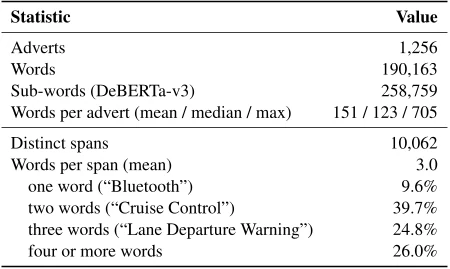 Statistic Value
Adverts 1,256
Words 190,163
Sub-words (DeBERTa-v3) 258,759
Words per advert (mean / median / max) 151 / 123 / 705
Distinct spans 10,062
Words per span (mean) 3.0
one word (“Bluetooth”) 9.6%
two words (“Cruise Control”) 39.7%
three words (“Lane Departure Warning”) 24.8%
four or more words 26.0%